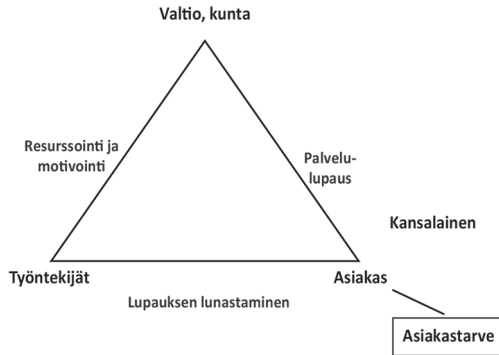 Valtio, kunta
Resurssointi ja
motivointi
Palvelu-
lupaus
Kansalainen
Työntekijät
Asiakas
Lupauksen lunastaminen
Asiakastarve